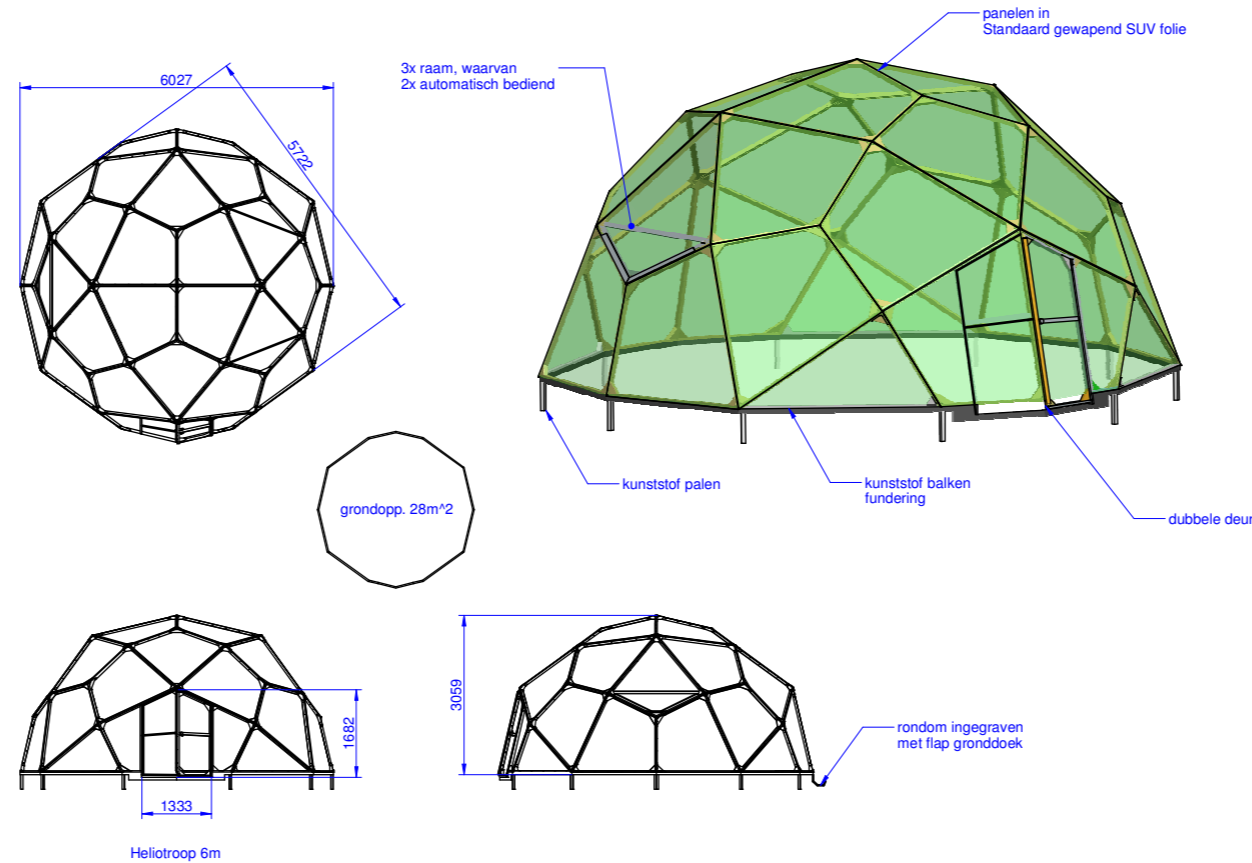 panelen in
Standaard gewapend SUV folie
3x raam, waarvan
2x automatisch bediend
6027
5722
kunststof palen
kunststof balken
fundering
dubbele deur
grondopp. 28m^2
3059
1682
1333
rondom ingegraven
met flap gronddoek
Heliotroop 6m